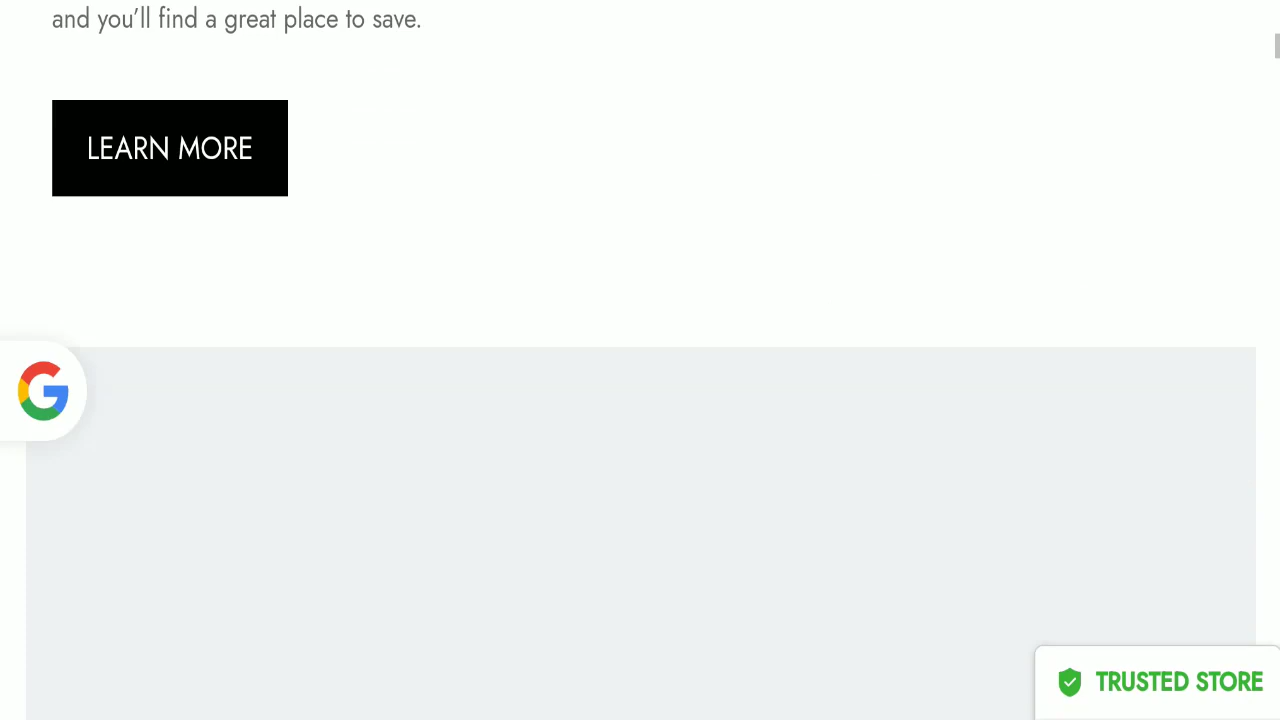 and you’ll find a great place to save.
LEARN MORE
TRUSTED STORE